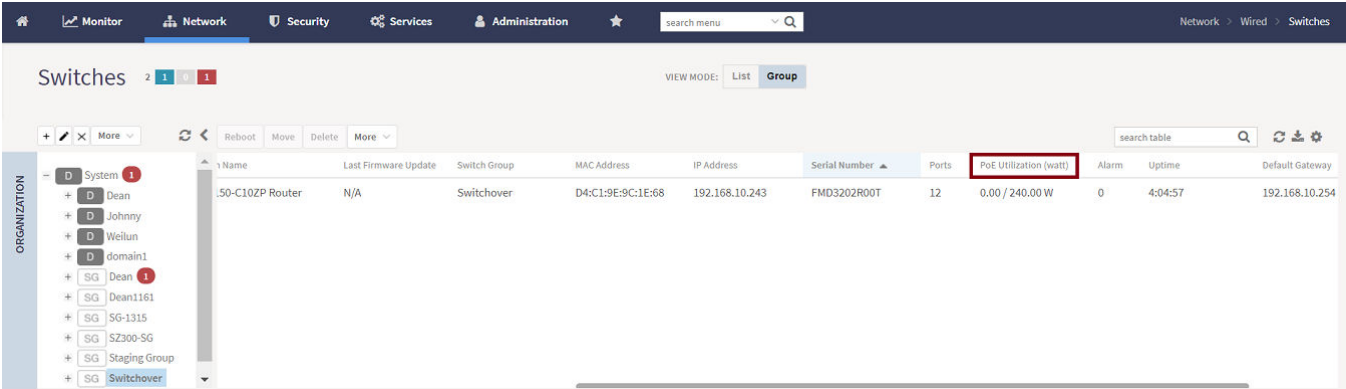 Monitor Network Security Services Administration search menu Network > Wired > Switches
Switches 2 1 0 1 VIEW MODE: List Group
+ More Reboot Move Delete More search table
ORGANIZATION
− D System 1
+ D Dean
+ D Johnny
+ D Weilun
+ D domain1
+ SG Dean 1
+ SG Dean1161
+ SG SG-1315
+ SG SZ300-SG
+ SG Staging Group
+ SG Switchover
Name Last Firmware Update Switch Group MAC Address IP Address Serial Number Ports PoE Utilization (watt) Alarm Uptime Default Gateway
50-C10ZP Router N/A Switchover D4:C1:9E:9C:1E:68 192.168.10.243 FMD3202R00T 12 0.00 / 240.00 W 0 4:04:57 192.168.10.254